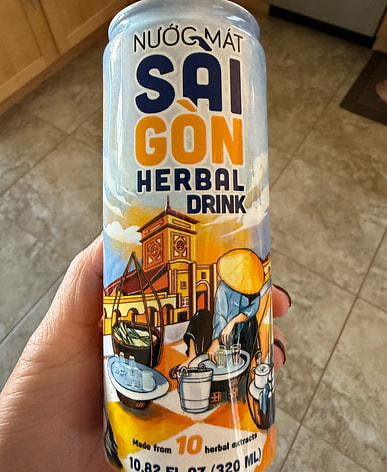 NƯỚC MÁT
SÀI
GÒN
HERBAL
DRINK
Made from 10 herbal extracts
10.82 FL OZ (320 ML)